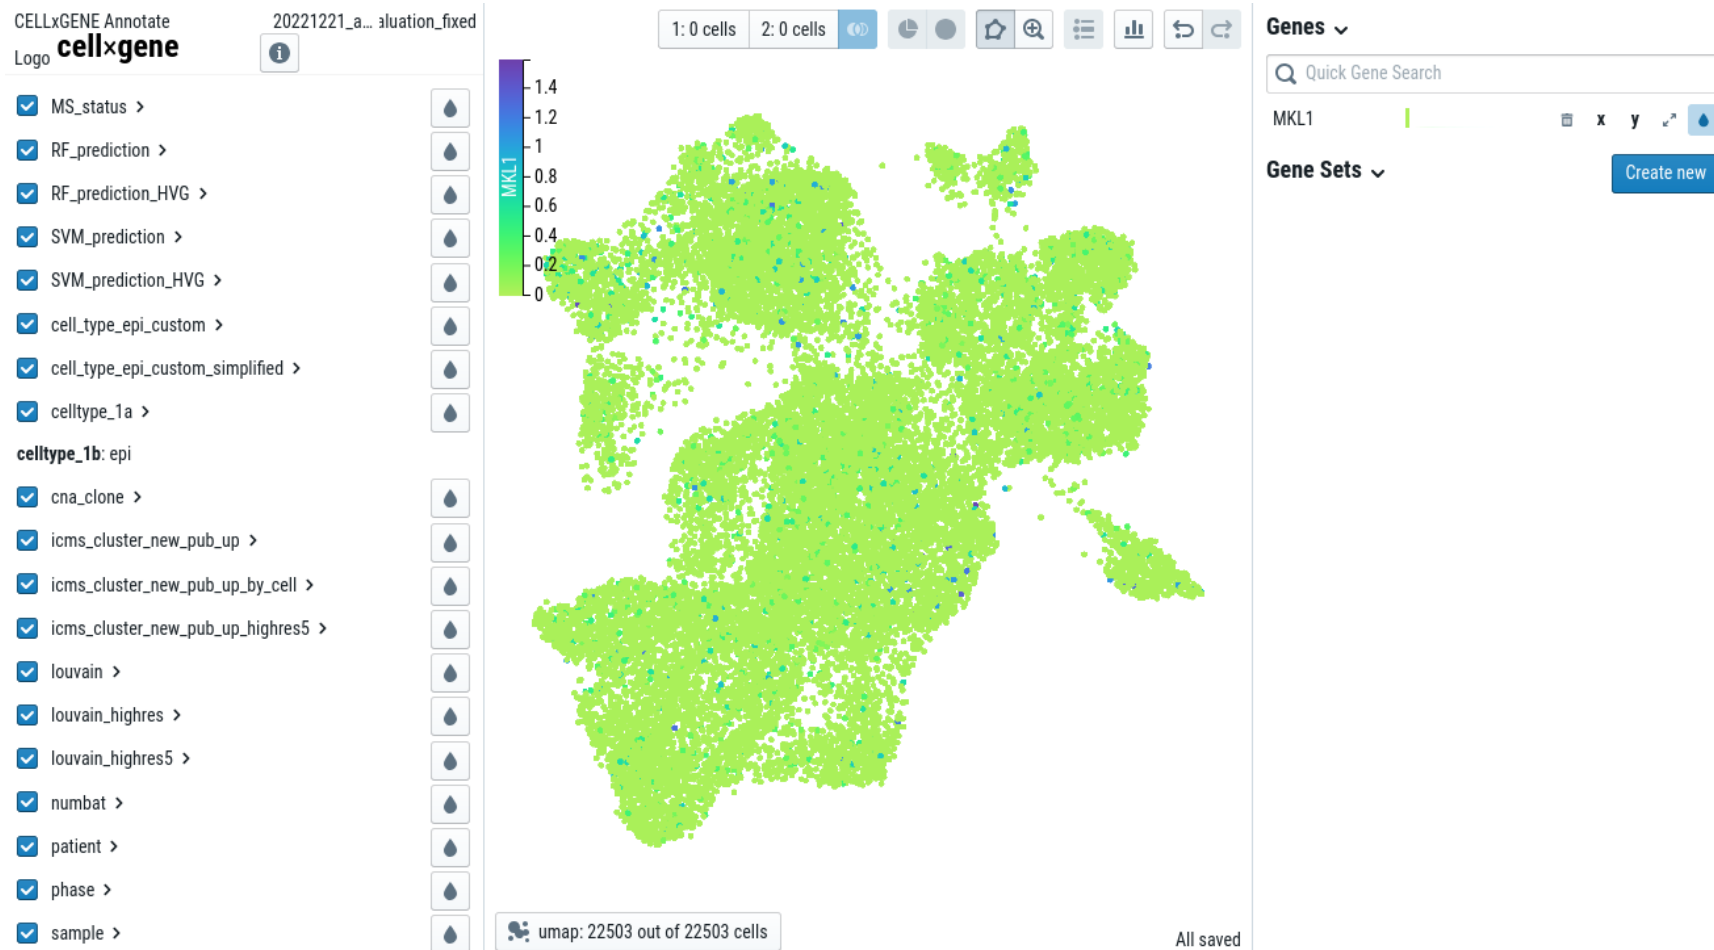 CELLxGENE Annotate
Logo cell×gene
20221221_a... aluation_fixed
MS_status
RF_prediction
RF_prediction_HVG
SVM_prediction
SVM_prediction_HVG
cell_type_epi_custom
cell_type_epi_custom_simplified
celltype_1a
celltype_1b: epi
cna_clone
icms_cluster_new_pub_up
icms_cluster_new_pub_up_by_cell
icms_cluster_new_pub_up_highres5
louvain
louvain_highres
louvain_highres5
numbat
patient
phase
sample
1: 0 cells
2: 0 cells
MKL1
1.4
1.2
1
0.8
0.6
0.4
0.2
0
umap: 22503 out of 22503 cells
All saved
Genes
Quick Gene Search
MKL1
x y
Gene Sets
Create new